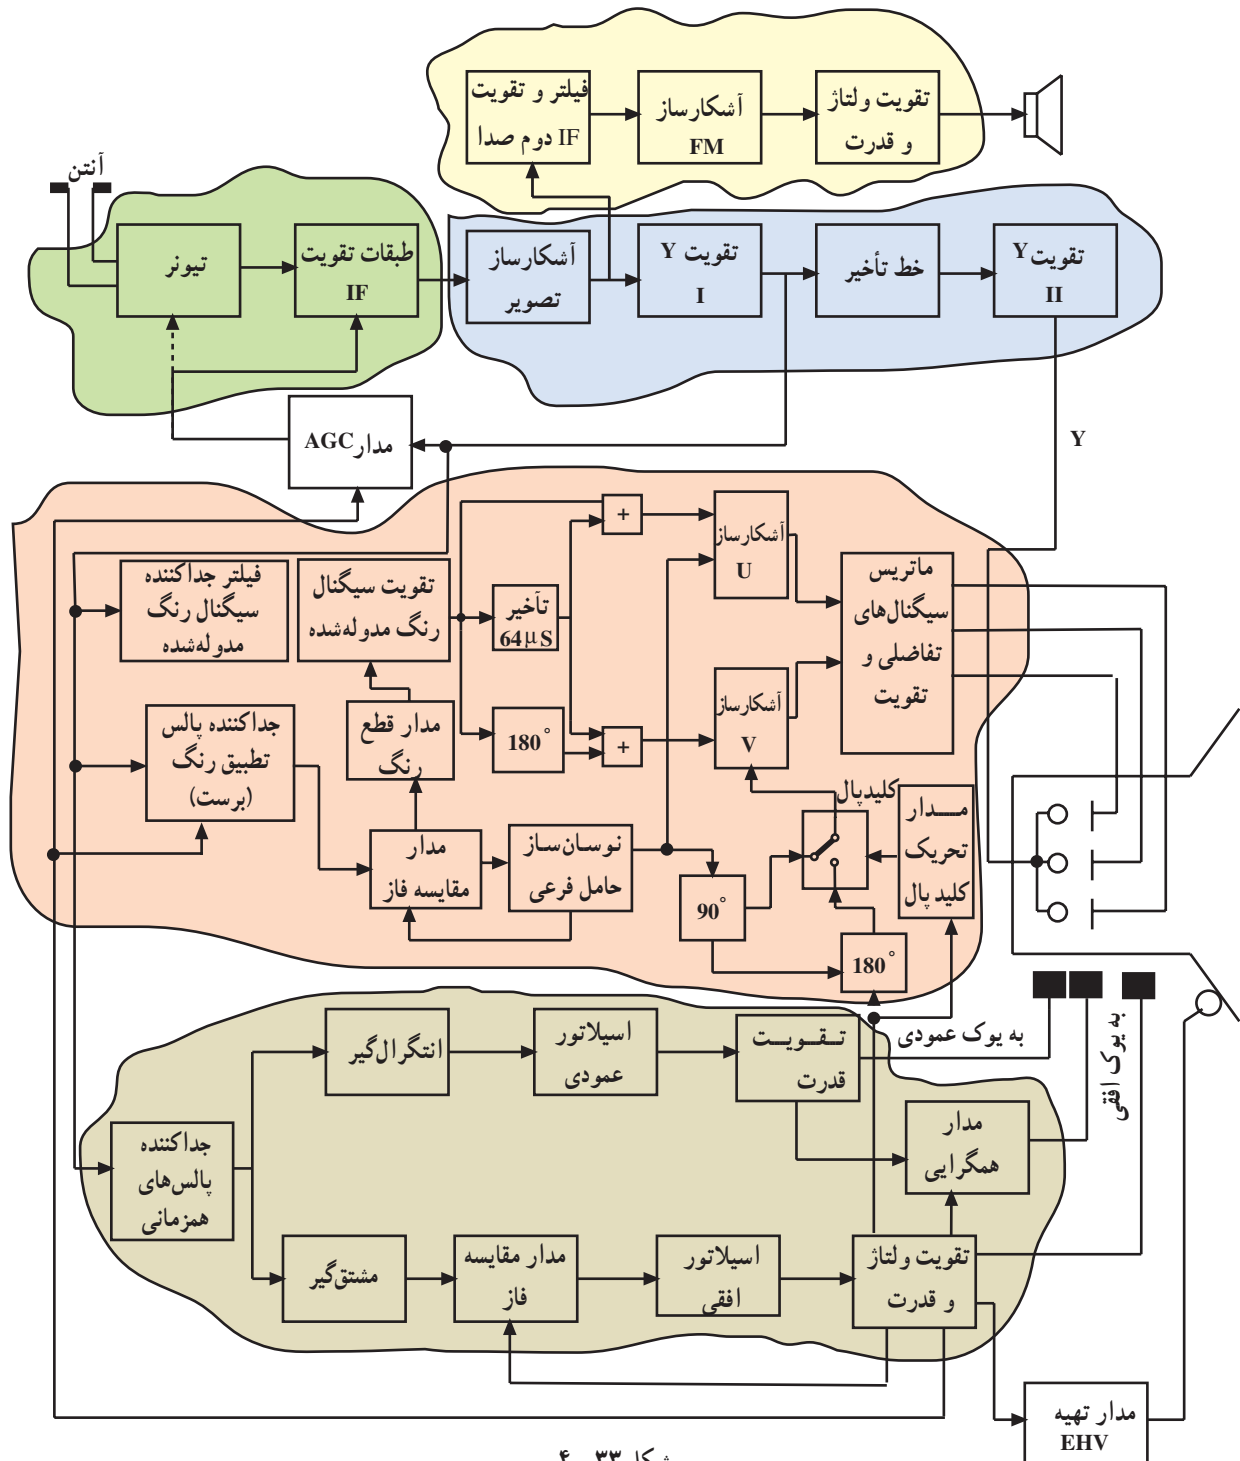 فیلتر و تقویت
IF دوم صدا
آشکارساز
FM
تقویت ولتاژ
و قدرت
آنتن
تیونر
طبقات تقویت
IF
آشکارساز
تصویر
تقویت Y
I
خط تأخیر
تقویت Y
II
مدار AGC
Y
فیلتر جداکننده
سیگنال رنگ
مدوله‌شده
تقویت سیگنال
رنگ مدوله‌شده
تأخیر
64μS
+
آشکارساز
U
ماتریس
سیگنال‌های
تفاضلی و
تقویت
جداکننده پالس
تطبیق رنگ
(برست)
مدار قطع
رنگ
180°
+
آشکارساز
V
کلیدپال
مــدار
تحریک
کلید پال
مدار
مقایسه فاز
نوسان‌ساز
حامل فرعی
90°
180°
انتگرال‌گیر
اسیلاتور
عمودی
تــقــویــت
قدرت
به یوک عمودی
به یوک افقی
جداکننده
پالس‌های
همزمانی
مدار
همگرایی
مشتق‌گیر
مدار مقایسه
فاز
اسیلاتور
افقی
تقویت ولتاژ
و قدرت
مدار تهیه
EHV
شکل ۳۳ــ۴